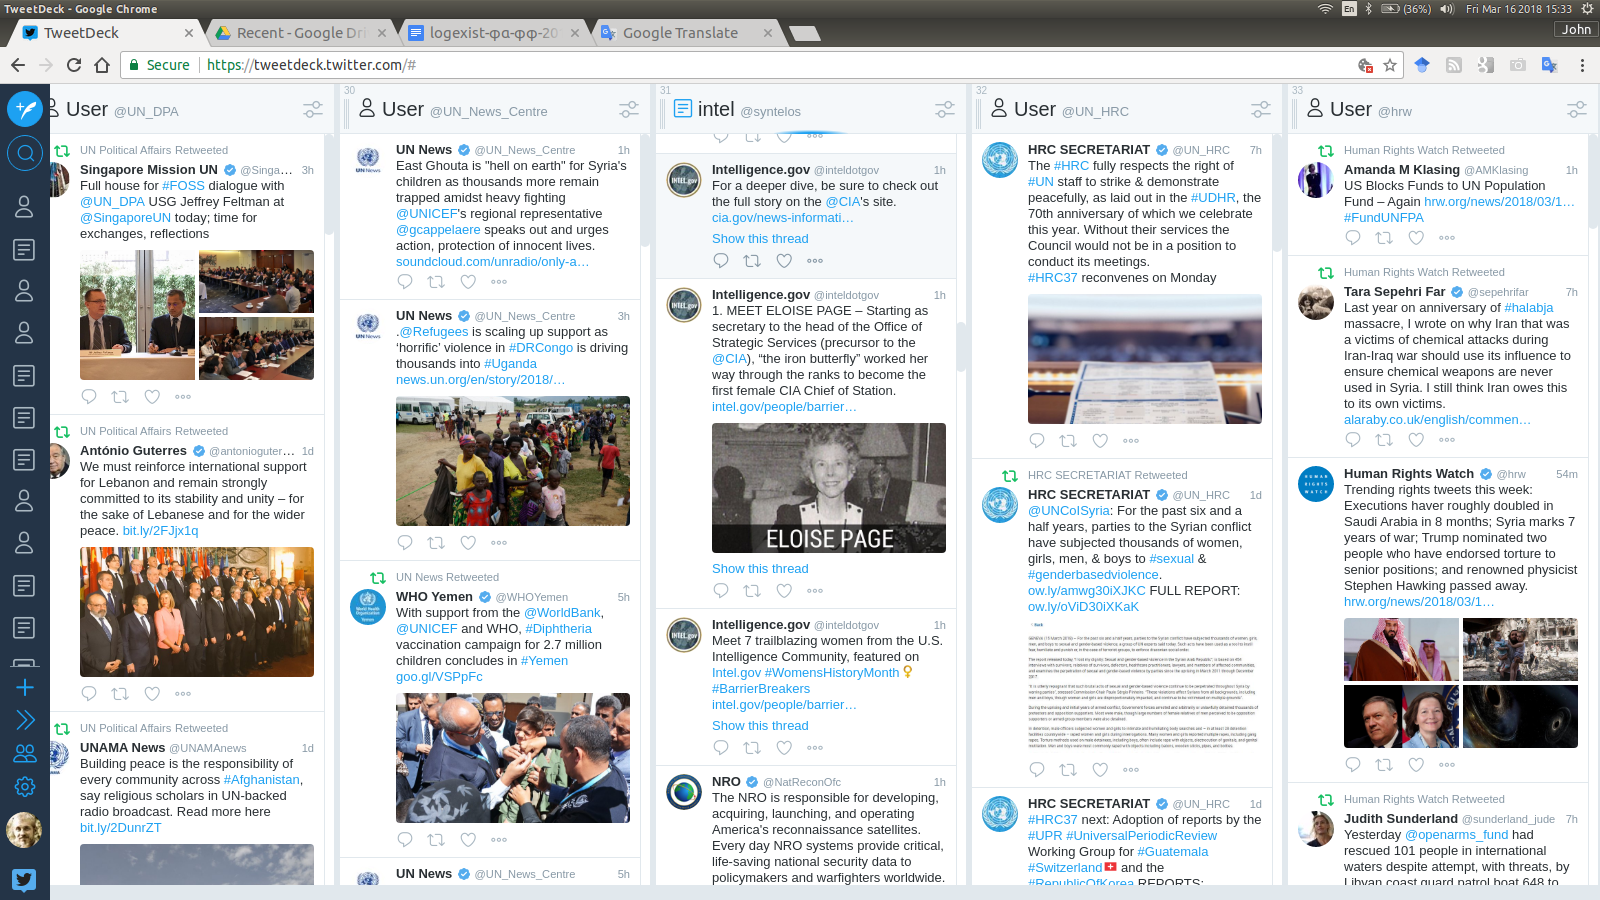 TweetDeck - Google Chrome
En
(36%)
Fri Mar 16 2018 15:33
TweetDeck
Recent - Google Dri
logexist-φα-φφ-20
Google Translate
John
Secure
https://tweetdeck.twitter.com/#
User @UN_DPA
UN Political Affairs Retweeted
Singapore Mission UN @Singa… 3h
Full house for #FOSS dialogue with
@UN_DPA USG Jeffrey Feltman at
@SingaporeUN today; time for
exchanges, reflections
UN Political Affairs Retweeted
António Guterres @antonioguter… 1d
We must reinforce international support
for Lebanon and remain strongly
committed to its stability and unity – for
the sake of Lebanese and for the wider
peace. bit.ly/2FJjx1q
UN Political Affairs Retweeted
UNAMA News @UNAMAnews 1d
Building peace is the responsibility of
every community across #Afghanistan,
say religious scholars in UN-backed
radio broadcast. Read more here
bit.ly/2DunrZT
30
User @UN_News_Centre
UN News @UN_News_Centre 1h
East Ghouta is "hell on earth" for Syria's
children as thousands more remain
trapped amidst heavy fighting
@UNICEF's regional representative
@gcappelaere speaks out and urges
action, protection of innocent lives.
soundcloud.com/unradio/only-a…
UN News @UN_News_Centre 3h
.@Refugees is scaling up support as
‘horrific’ violence in #DRCongo is driving
thousands into #Uganda
news.un.org/en/story/2018/…
UN News Retweeted
WHO Yemen @WHOYemen 5h
With support from the @WorldBank,
@UNICEF and WHO, #Diphtheria
vaccination campaign for 2.7 million
children concludes in #Yemen
goo.gl/VSPpFc
UN News @UN_News_Centre 5h
31
intel @syntelos
Intelligence.gov @inteldotgov 1h
For a deeper dive, be sure to check out
the full story on the @CIA's site.
cia.gov/news-informati…
Show this thread
Intelligence.gov @inteldotgov 1h
1. MEET ELOISE PAGE – Starting as
secretary to the head of the Office of
Strategic Services (precursor to the
@CIA), “the iron butterfly” worked her
way through the ranks to become the
first female CIA Chief of Station.
intel.gov/people/barrier…
ELOISE PAGE
Show this thread
Intelligence.gov @inteldotgov 1h
Meet 7 trailblazing women from the U.S.
Intelligence Community, featured on
Intel.gov #WomensHistoryMonth
#BarrierBreakers
intel.gov/people/barrier…
Show this thread
NRO @NatReconOfc 1h
The NRO is responsible for developing,
acquiring, launching, and operating
America's reconnaissance satellites.
Every day NRO systems provide critical,
life-saving national security data to
policymakers and warfighters worldwide.
32
User @UN_HRC
HRC SECRETARIAT @UN_HRC 7h
The #HRC fully respects the right of
#UN staff to strike & demonstrate
peacefully, as laid out in the #UDHR, the
70th anniversary of which we celebrate
this year. Without their services the
Council would not be in a position to
conduct its meetings.
#HRC37 reconvenes on Monday
HRC SECRETARIAT Retweeted
HRC SECRETARIAT @UN_HRC 1d
@UNCoISyria: For the past six and a
half years, parties to the Syrian conflict
have subjected thousands of women,
girls, men, & boys to #sexual &
#genderbasedviolence.
ow.ly/amwg30iXJKC FULL REPORT:
ow.ly/oViD30iXKaK
HRC SECRETARIAT @UN_HRC 1d
#HRC37 next: Adoption of reports by the
#UPR #UniversalPeriodicReview
Working Group for #Guatemala
#Switzerland and the
#RepublicOfKorea REPORTS:
33
User @hrw
Human Rights Watch Retweeted
Amanda M Klasing @AMKlasing 1h
US Blocks Funds to UN Population
Fund – Again hrw.org/news/2018/03/1…
#FundUNFPA
Human Rights Watch Retweeted
Tara Sepehri Far @sepehrifar 7h
Last year on anniversary of #halabja
massacre, I wrote on why Iran that was
a victims of chemical attacks during
Iran-Iraq war should use its influence to
ensure chemical weapons are never
used in Syria. I still think Iran owes this
to its own victims.
alaraby.co.uk/english/commen…
Human Rights Watch @hrw 54m
Trending rights tweets this week:
Executions haver roughly doubled in
Saudi Arabia in 8 months; Syria marks 7
years of war; Trump nominated two
people who have endorsed torture to
senior positions; and renowned physicist
Stephen Hawking passed away.
hrw.org/news/2018/03/1…
Human Rights Watch Retweeted
Judith Sunderland @sunderland_jude 7h
Yesterday @openarms_fund had
rescued 101 people in international
waters despite attempt, with threats, by
Libyan coast guard patrol boat 648 to